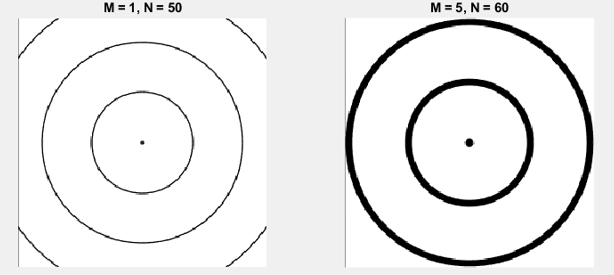 M = 1, N = 50
M = 5, N = 60